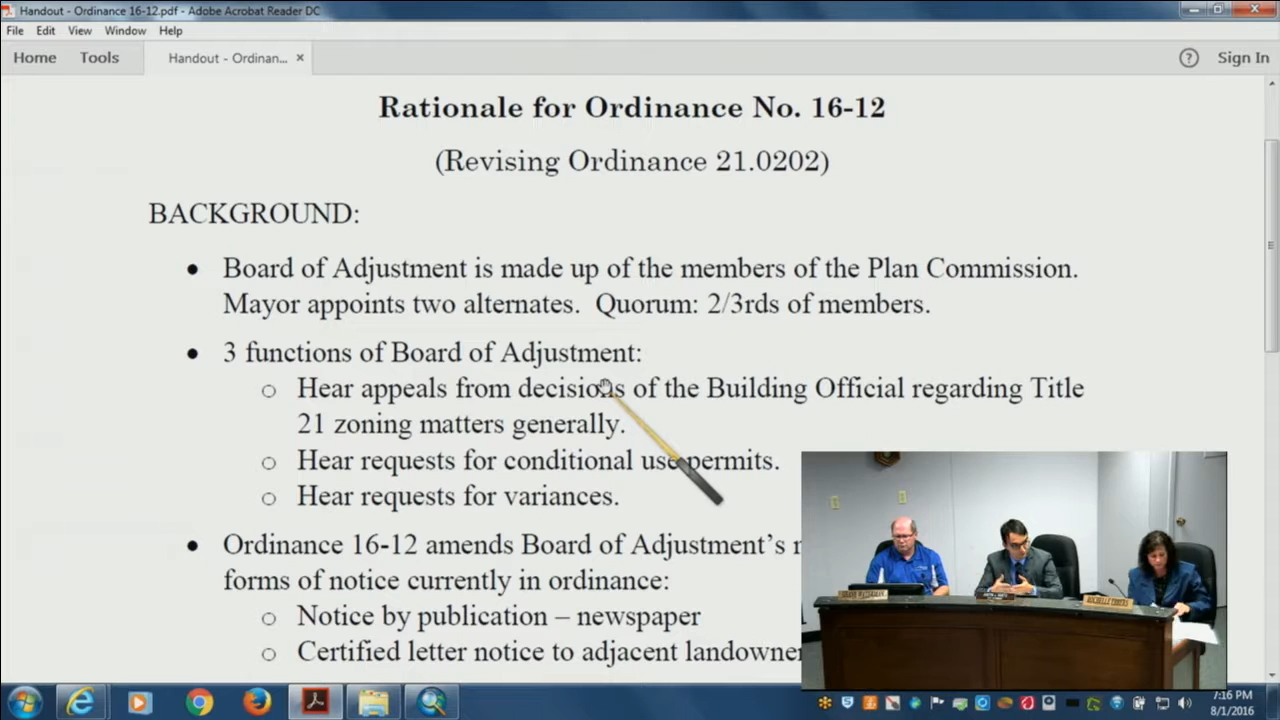 Handout - Ordinance 16-12.pdf - Adobe Acrobat Reader DC
File Edit View Window Help
Home Tools Handout - Ordinan... × ? Sign In
Rationale for Ordinance No. 16-12
(Revising Ordinance 21.0202)
BACKGROUND:
• Board of Adjustment is made up of the members of the Plan Commission.
Mayor appoints two alternates. Quorum: 2/3rds of members.
• 3 functions of Board of Adjustment:
o Hear appeals from decisions of the Building Official regarding Title
21 zoning matters generally.
o Hear requests for conditional use permits.
o Hear requests for variances.
• Ordinance 16-12 amends Board of Adjustment's
forms of notice currently in ordinance:
o Notice by publication – newspaper
o Certified letter notice to adjacent
7:16 PM
8/1/2016